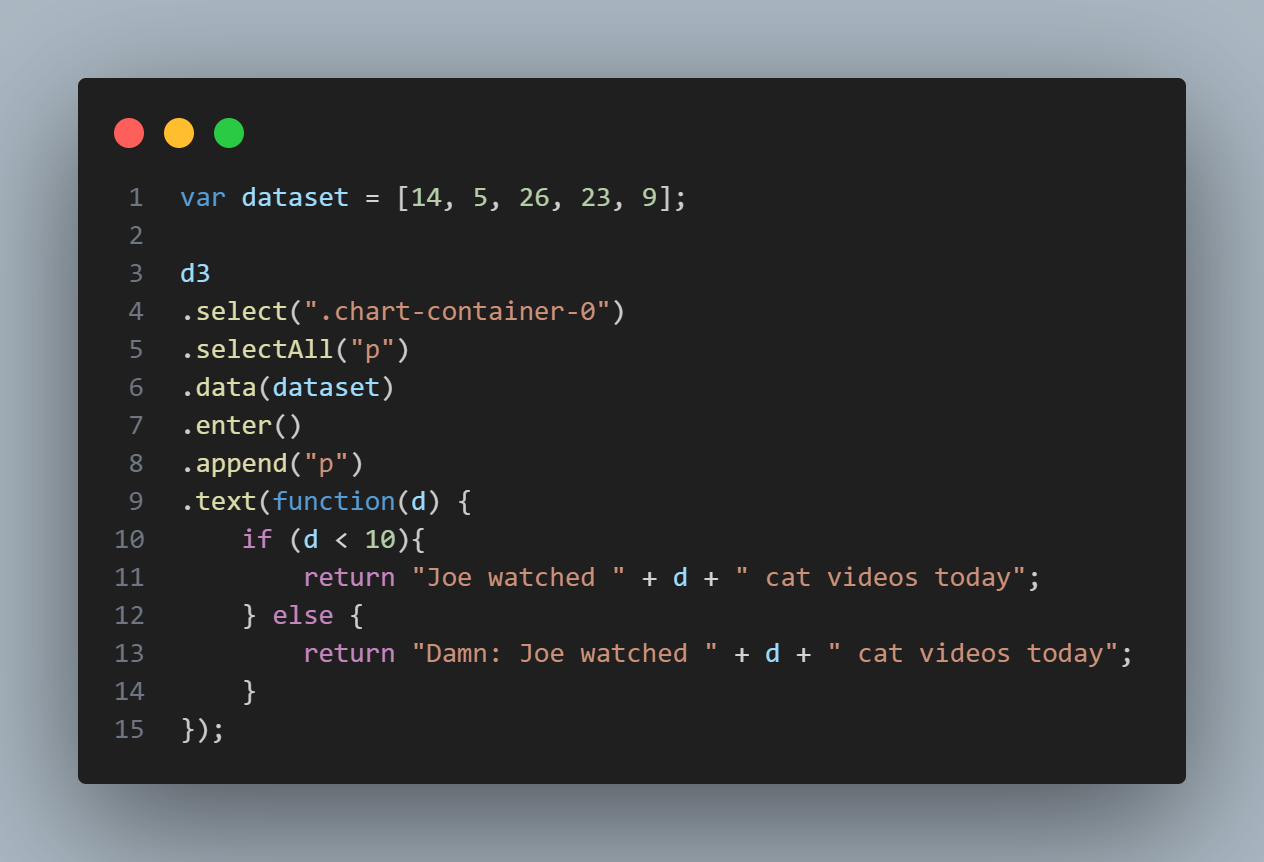 1 var dataset = [14, 5, 26, 23, 9];
2
3 d3
4 .select(".chart-container-0")
5 .selectAll("p")
6 .data(dataset)
7 .enter()
8 .append("p")
9 .text(function(d) {
10     if (d < 10){
11         return "Joe watched " + d + " cat videos today";
12     } else {
13         return "Damn: Joe watched " + d + " cat videos today";
14     }
15 });